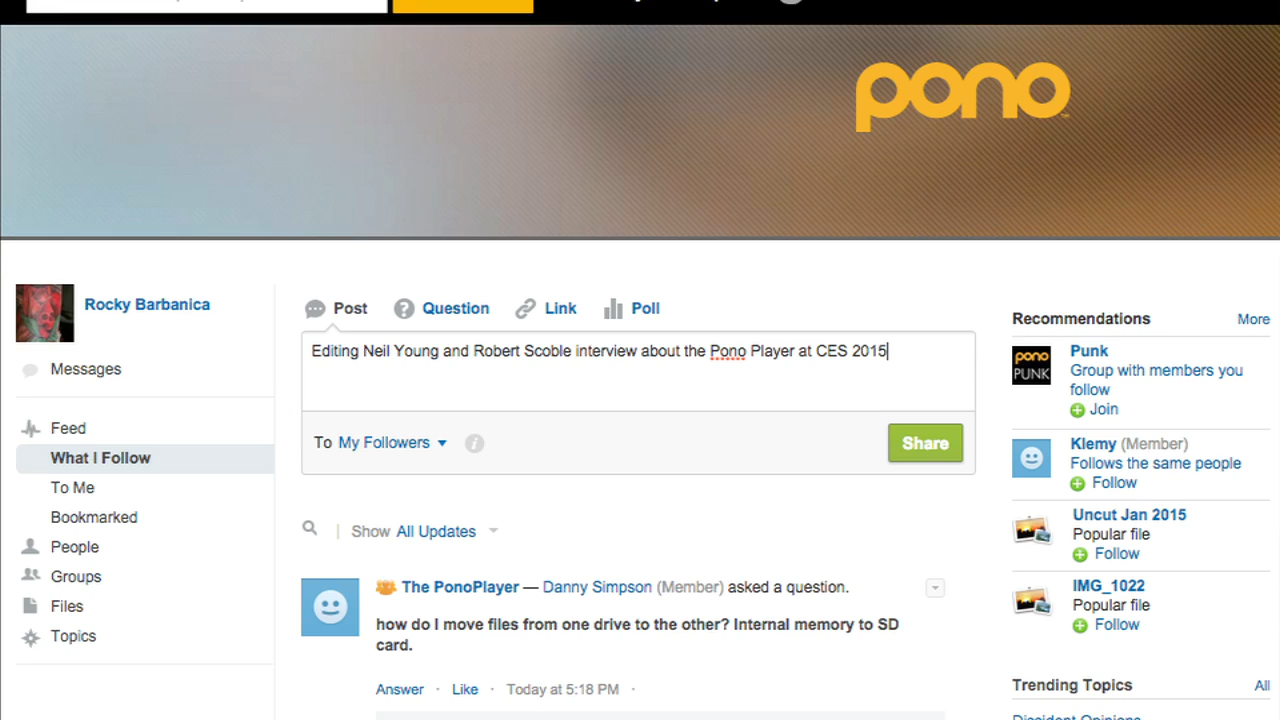 pono
Rocky Barbanica
Messages
Feed
What I Follow
To Me
Bookmarked
People
Groups
Files
Topics
Post Question Link Poll
Editing Neil Young and Robert Scoble interview about the Pono Player at CES 2015
To My Followers
Share
Show All Updates
The PonoPlayer — Danny Simpson (Member) asked a question.
how do I move files from one drive to the other? Internal memory to SD
card.
Answer · Like · Today at 5:18 PM ·
Recommendations More
pono
PUNK
Punk
Group with members you
follow
Join
Klemy (Member)
Follows the same people
Follow
Uncut Jan 2015
Popular file
Follow
IMG_1022
Popular file
Follow
Trending Topics All
Dissident Opinions